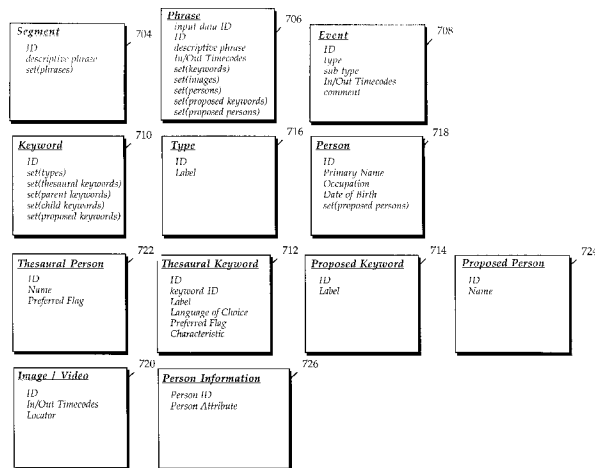 Segment
704
ID
descriptive phrase
set(phrases)
Phrase
706
input data ID
ID
descriptive phrase
In/Out Timecodes
set(keywords)
set(images)
set(persons)
set(proposed keywords)
set(proposed persons)
Event
708
ID
type
sub type
In/Out Timecodes
comment
Keyword
710
ID
set(types)
set(thesaural keywords)
set(parent keywords)
set(child keywords)
set(proposed keywords)
Type
716
ID
Label
Person
718
ID
Primary Name
Occupation
Date of Birth
set(proposed persons)
Thesaural Person
722
ID
Name
Preferred Flag
Thesaural Keyword
712
ID
keyword ID
Label
Language of Choice
Preferred Flag
Characteristic
Proposed Keyword
714
ID
Label
Proposed Person
724
ID
Name
Image / Video
720
ID
In/Out Timecodes
Locator
Person Information
726
Person ID
Person Attribute